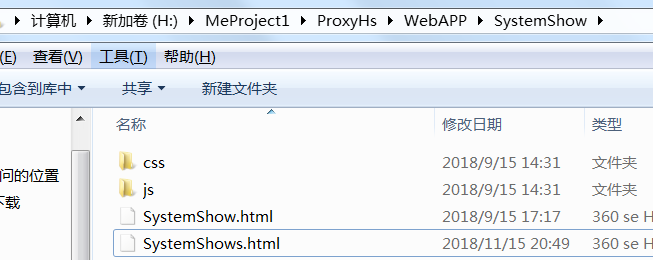 计算机 新加卷 (H:) MeProject1 ProxyHs WebAPP SystemShow
(E) 查看(V) 工具(T) 帮助(H)
包含到库中 共享 新建文件夹
名称 修改日期 类型
css 2018/9/15 14:31 文件夹
问的位置 js 2018/9/15 14:31 文件夹
下载 SystemShow.html 2018/9/15 17:17 360 se H
SystemShows.html 2018/11/15 20:49 360 se H